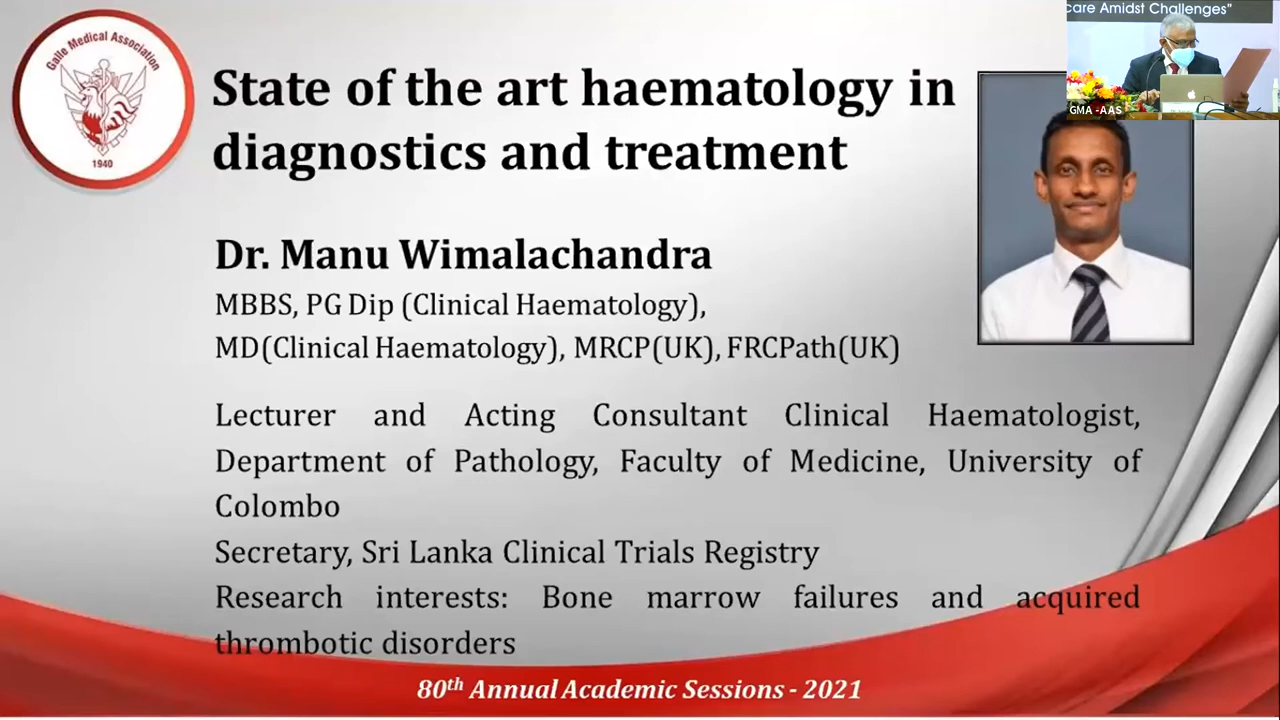 Galle Medical Association
1940
State of the art haematology in
diagnostics and treatment
care Amidst Challenges"
GMA -AAS
Dr. Manu Wimalachandra
MBBS, PG Dip (Clinical Haematology),
MD(Clinical Haematology), MRCP(UK), FRCPath(UK)
Lecturer and Acting Consultant Clinical Haematologist,
Department of Pathology, Faculty of Medicine, University of
Colombo
Secretary, Sri Lanka Clinical Trials Registry
Research interests: Bone marrow failures and acquired
thrombotic disorders
80th Annual Academic Sessions - 2021